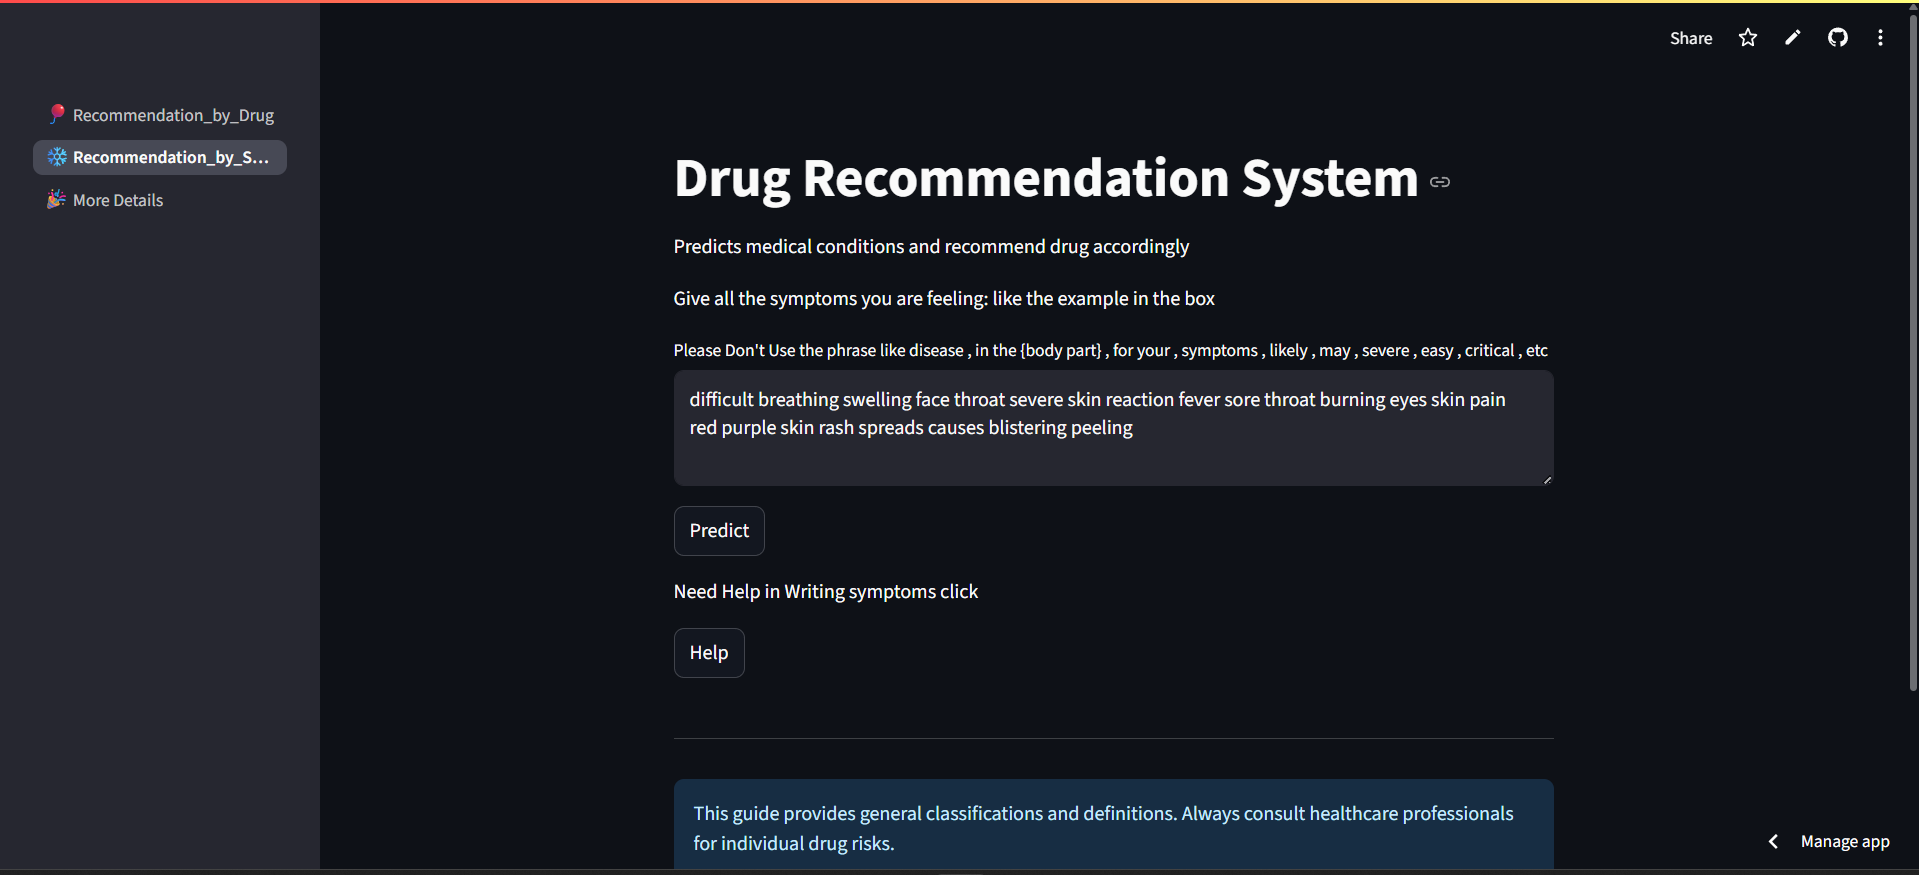 Share
Recommendation_by_Drug
Recommendation_by_S...
More Details
Drug Recommendation System
Predicts medical conditions and recommend drug accordingly
Give all the symptoms you are feeling: like the example in the box
Please Don't Use the phrase like disease , in the {body part} , for your , symptoms , likely , may , severe , easy , critical , etc
difficult breathing swelling face throat severe skin reaction fever sore throat burning eyes skin pain
red purple skin rash spreads causes blistering peeling
Predict
Need Help in Writing symptoms click
Help
This guide provides general classifications and definitions. Always consult healthcare professionals
for individual drug risks.
Manage app